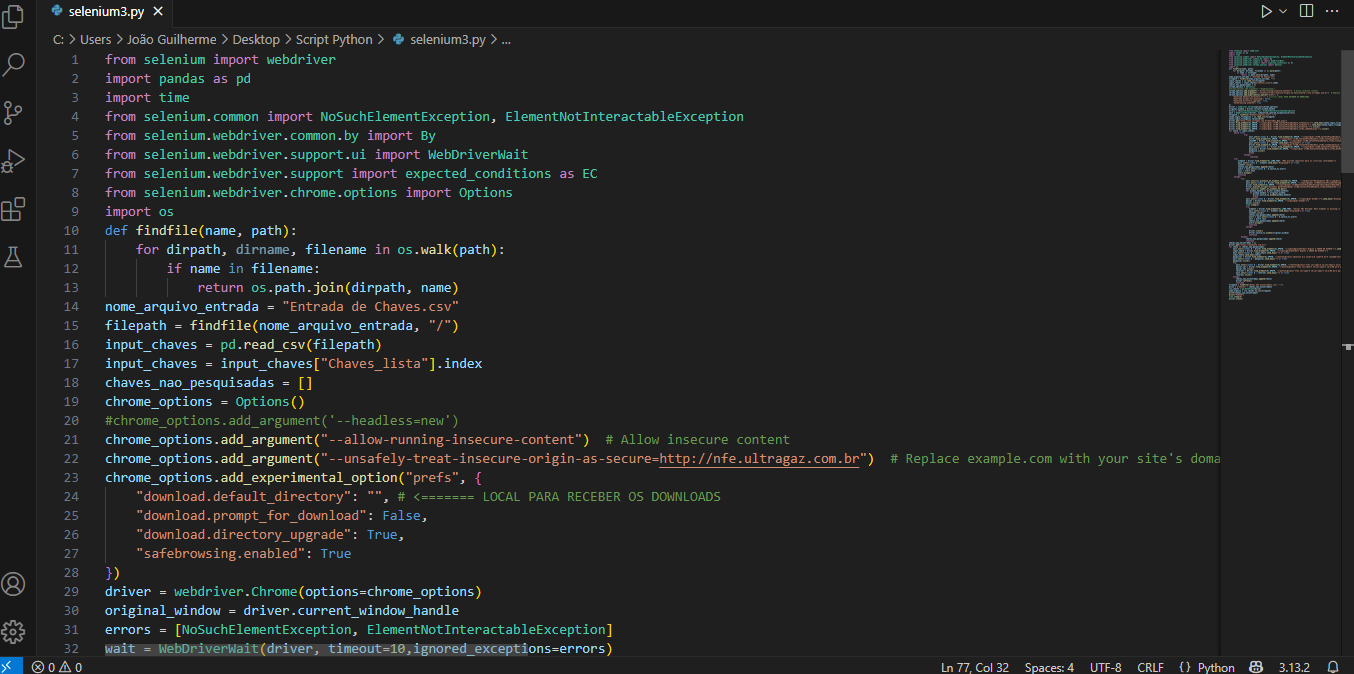 selenium3.py
C: > Users > João Guilherme > Desktop > Script Python > selenium3.py > ...
1 from selenium import webdriver
2 import pandas as pd
3 import time
4 from selenium.common import NoSuchElementException, ElementNotInteractableException
5 from selenium.webdriver.common.by import By
6 from selenium.webdriver.support.ui import WebDriverWait
7 from selenium.webdriver.support import expected_conditions as EC
8 from selenium.webdriver.chrome.options import Options
9 import os
10 def findfile(name, path):
11     for dirpath, dirname, filename in os.walk(path):
12         if name in filename:
13             return os.path.join(dirpath, name)
14 nome_arquivo_entrada = "Entrada de Chaves.csv"
15 filepath = findfile(nome_arquivo_entrada, "/")
16 input_chaves = pd.read_csv(filepath)
17 input_chaves = input_chaves["Chaves_lista"].index
18 chaves_nao_pesquisadas = []
19 chrome_options = Options()
20 #chrome_options.add_argument('--headless=new')
21 chrome_options.add_argument("--allow-running-insecure-content")  # Allow insecure content
22 chrome_options.add_argument("--unsafely-treat-insecure-origin-as-secure=http://nfe.ultragaz.com.br")  # Replace example.com with your site's doma
23 chrome_options.add_experimental_option("prefs", {
24     "download.default_directory": "", # <======= LOCAL PARA RECEBER OS DOWNLOADS
25     "download.prompt_for_download": False,
26     "download.directory_upgrade": True,
27     "safebrowsing.enabled": True
28 })
29 driver = webdriver.Chrome(options=chrome_options)
30 original_window = driver.current_window_handle
31 errors = [NoSuchElementException, ElementNotInteractableException]
32 wait = WebDriverWait(driver, timeout=10,ignored_exceptions=errors)
0 0 Ln 77, Col 32 Spaces: 4 UTF-8 CRLF {} Python 3.13.2